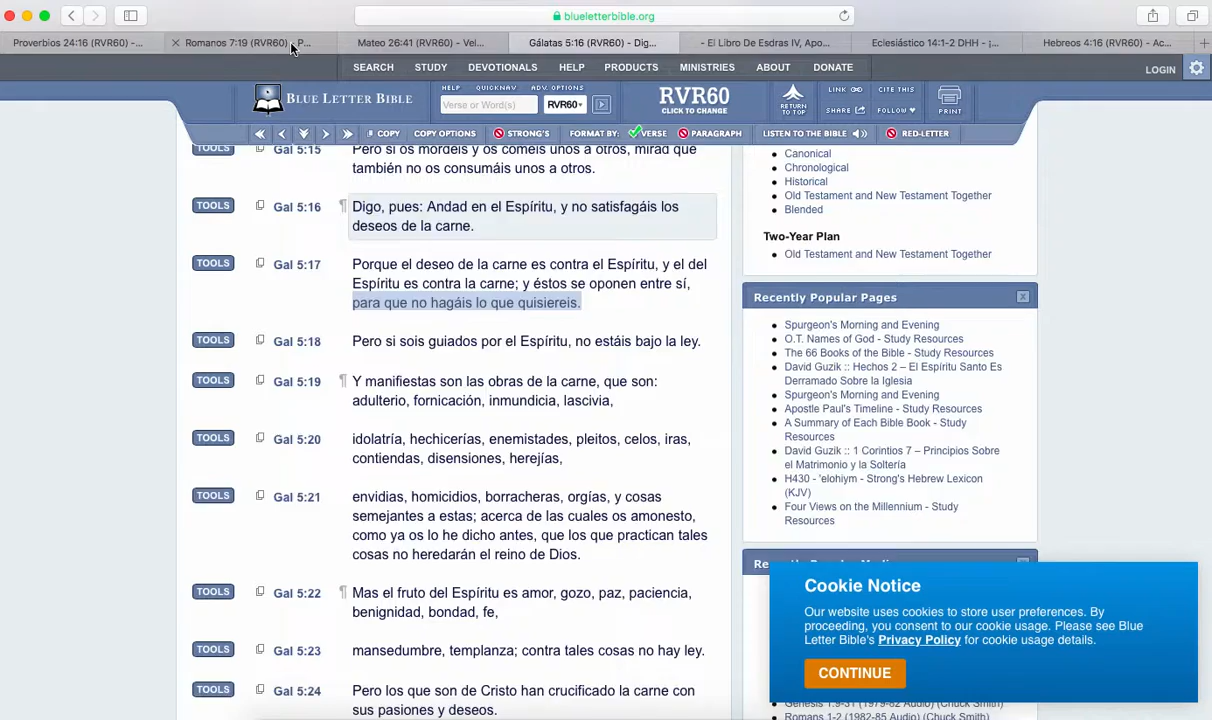 blueletterbible.org
Proverbios 24:16 (RVR60) -...
Romanos 7:19 (RVR60) - P...
Mateo 26:41 (RVR60) - Vel...
Gálatas 5:16 (RVR60) - Dig...
- El Libro De Esdras IV, Apo...
Eclesiástico 14:1-2 DHH - ¡...
Hebreos 4:16 (RVR60) - Ac...
SEARCH STUDY DEVOTIONALS HELP PRODUCTS MINISTRIES ABOUT DONATE
LOGIN
BLUE LETTER BIBLE
HELP QUICKNAV ADV. OPTIONS
Verse or Word(s) RVR60
RVR60
CLICK TO CHANGE
RETURN
TO TOP
LINK CITE THIS
SHARE FOLLOW
PRINT
COPY COPY OPTIONS STRONG'S FORMAT BY: VERSE PARAGRAPH LISTEN TO THE BIBLE RED-LETTER
TOOLS Gal 5:15 Pero si os mordéis y os coméis unos a otros, mirad que
también no os consumáis unos a otros.
TOOLS Gal 5:16 ¶ Digo, pues: Andad en el Espíritu, y no satisfagáis los
deseos de la carne.
TOOLS Gal 5:17 Porque el deseo de la carne es contra el Espíritu, y el del
Espíritu es contra la carne; y éstos se oponen entre sí,
para que no hagáis lo que quisiereis.
TOOLS Gal 5:18 Pero si sois guiados por el Espíritu, no estáis bajo la ley.
TOOLS Gal 5:19 ¶ Y manifiestas son las obras de la carne, que son:
adulterio, fornicación, inmundicia, lascivia,
TOOLS Gal 5:20 idolatría, hechicerías, enemistades, pleitos, celos, iras,
contiendas, disensiones, herejías,
TOOLS Gal 5:21 envidias, homicidios, borracheras, orgías, y cosas
semejantes a estas; acerca de las cuales os amonesto,
como ya os lo he dicho antes, que los que practican tales
cosas no heredarán el reino de Dios.
TOOLS Gal 5:22 ¶ Mas el fruto del Espíritu es amor, gozo, paz, paciencia,
benignidad, bondad, fe,
TOOLS Gal 5:23 mansedumbre, templanza; contra tales cosas no hay ley.
TOOLS Gal 5:24 Pero los que son de Cristo han crucificado la carne con
sus pasiones y deseos.
Canonical
Chronological
Historical
Old Testament and New Testament Together
Blended
Two-Year Plan
Old Testament and New Testament Together
Recently Popular Pages
Spurgeon's Morning and Evening
O.T. Names of God - Study Resources
The 66 Books of the Bible - Study Resources
David Guzik :: Hechos 2 – El Espíritu Santo Es
Derramado Sobre la Iglesia
Spurgeon's Morning and Evening
Apostle Paul's Timeline - Study Resources
A Summary of Each Bible Book - Study
Resources
David Guzik :: 1 Corintios 7 – Principios Sobre
el Matrimonio y la Soltería
H430 - 'elohiym - Strong's Hebrew Lexicon
(KJV)
Four Views on the Millennium - Study
Resources
Cookie Notice
Our website uses cookies to store user preferences. By
proceeding, you consent to our cookie usage. Please see Blue
Letter Bible's Privacy Policy for cookie usage details.
CONTINUE
Genesis 1:9-31 (1979-82 Audio) (Chuck Smith)
Romans 1-2 (1982-85 Audio) (Chuck Smith)